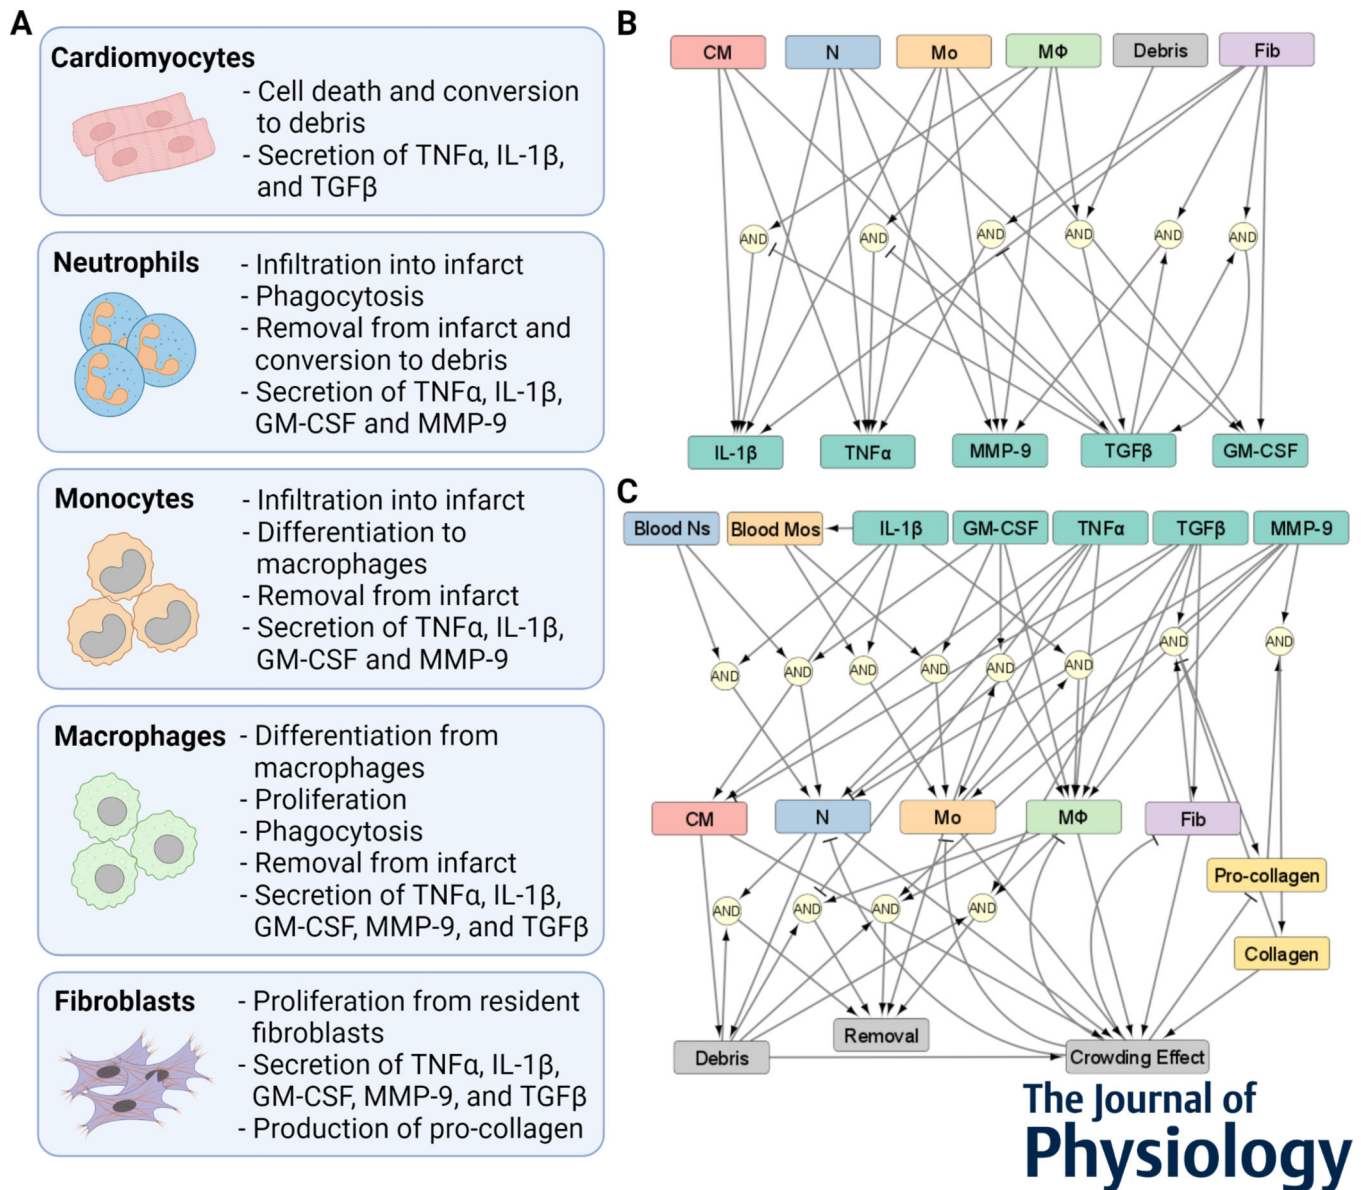 A
Cardiomyocytes
- Cell death and conversion
to debris
- Secretion of TNFα, IL-1β,
and TGFβ
Neutrophils
- Infiltration into infarct
- Phagocytosis
- Removal from infarct and
conversion to debris
- Secretion of TNFα, IL-1β,
GM-CSF and MMP-9
Monocytes
- Infiltration into infarct
- Differentiation to
macrophages
- Removal from infarct
- Secretion of TNFα, IL-1β,
GM-CSF and MMP-9
Macrophages
- Differentiation from
macrophages
- Proliferation
- Phagocytosis
- Removal from infarct
- Secretion of TNFα, IL-1β,
GM-CSF, MMP-9, and TGFβ
Fibroblasts
- Proliferation from resident
fibroblasts
- Secretion of TNFα, IL-1β,
GM-CSF, MMP-9, and TGFβ
- Production of pro-collagen
B
CM N Mo MΦ Debris Fib
AND AND AND AND AND AND
IL-1β TNFα MMP-9 TGFβ GM-CSF
C
Blood Ns Blood Mos IL-1β GM-CSF TNFα TGFβ MMP-9
AND AND AND AND AND AND AND AND
CM N Mo MΦ Fib
Pro-collagen
AND AND AND AND
Collagen
Removal
Debris Crowding Effect
The Journal of
Physiology